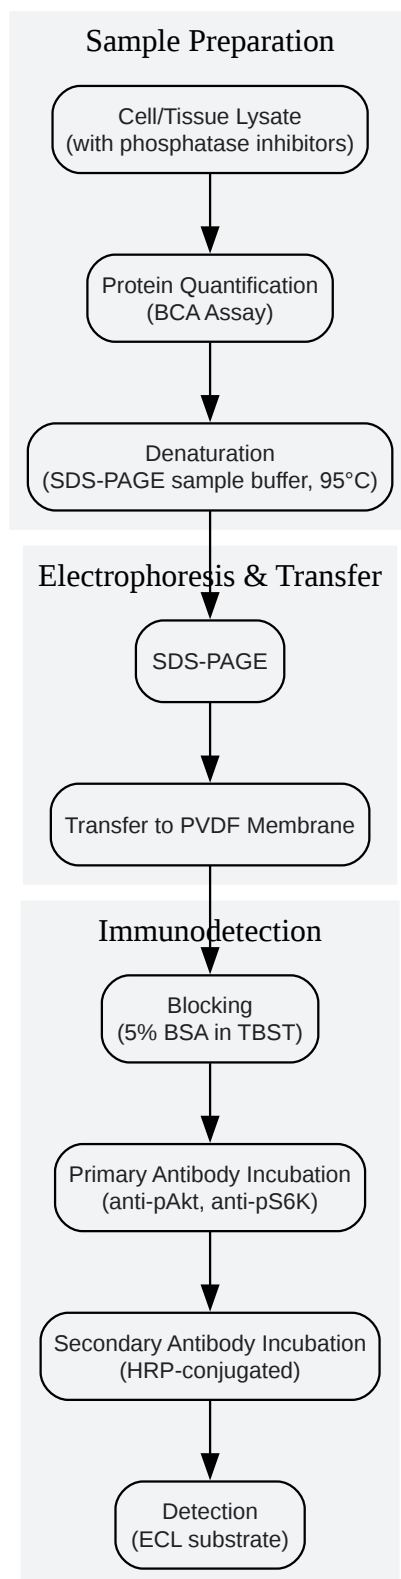 Sample Preparation
Cell/Tissue Lysate
(with phosphatase inhibitors)
Protein Quantification
(BCA Assay)
Denaturation
(SDS-PAGE sample buffer, 95°C)
Electrophoresis & Transfer
SDS-PAGE
Transfer to PVDF Membrane
Immunodetection
Blocking
(5% BSA in TBST)
Primary Antibody Incubation
(anti-pAkt, anti-pS6K)
Secondary Antibody Incubation
(HRP-conjugated)
Detection
(ECL substrate)